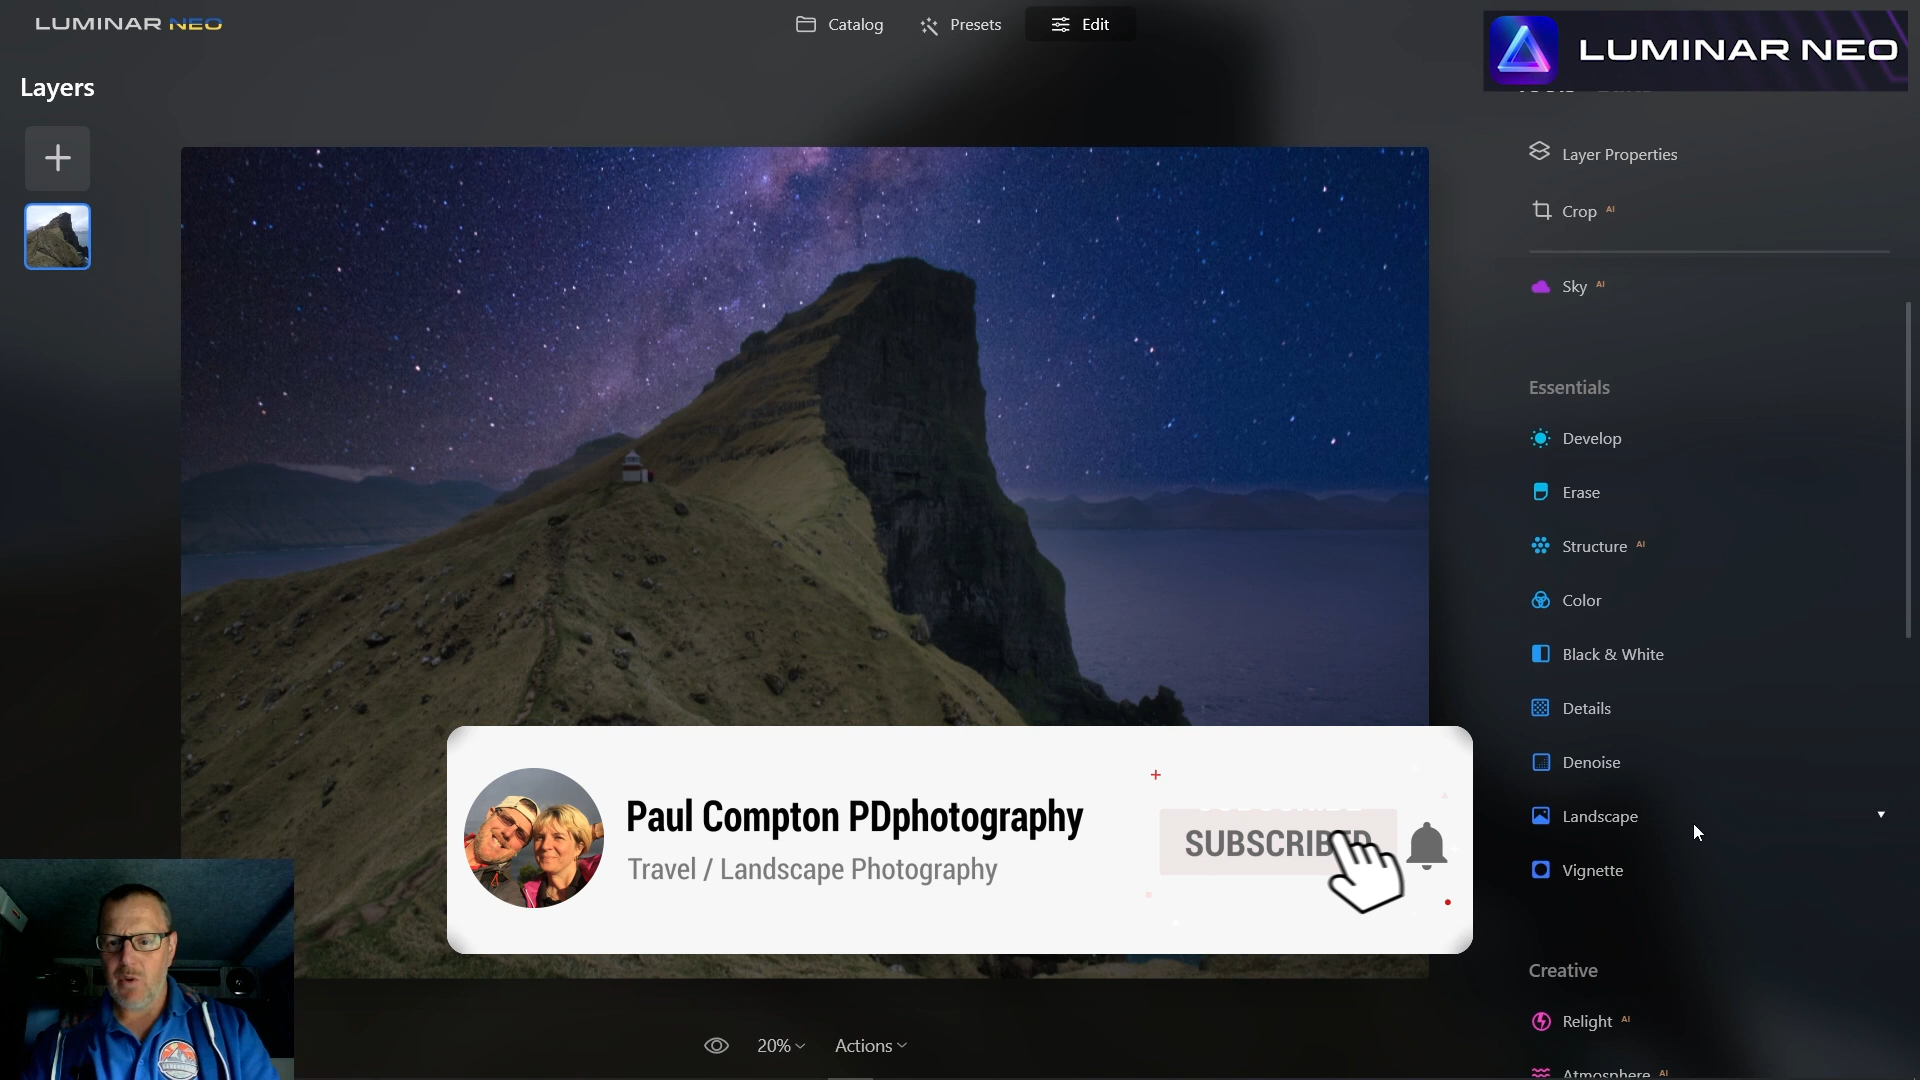 LUMINAR NEO
Catalog
Presets
Edit
LUMINAR NEO
Layers
Layer Properties
Crop AI
Sky AI
Essentials
Develop
Erase
Structure AI
Color
Black & White
Details
Denoise
Landscape
Vignette
Creative
Relight AI
Atmosphere AI
Paul Compton PDphotography
Travel / Landscape Photography
SUBSCRIBED
20%
Actions